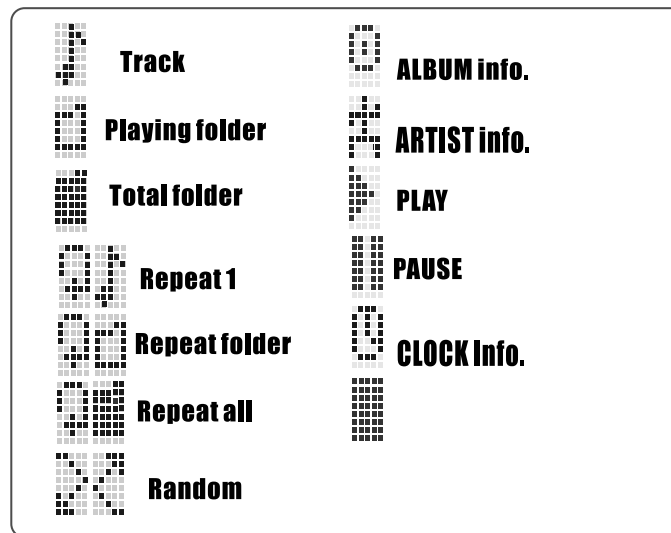 Track
Playing folder
Total folder
Repeat 1
Repeat folder
Repeat all
Random
ALBUM info.
ARTIST info.
PLAY
PAUSE
CLOCK Info.